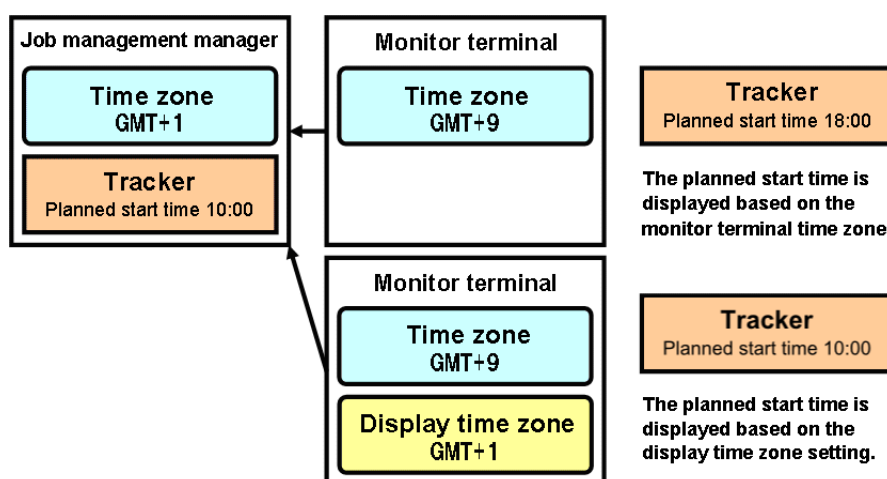 Job management manager
Time zone
GMT+1
Tracker
Planned start time 10:00
Monitor terminal
Time zone
GMT+9
Tracker
Planned start time 18:00
The planned start time is
displayed based on the
monitor terminal time zone
Monitor terminal
Time zone
GMT+9
Display time zone
GMT+1
Tracker
Planned start time 10:00
The planned start time is
displayed based on the
display time zone setting.